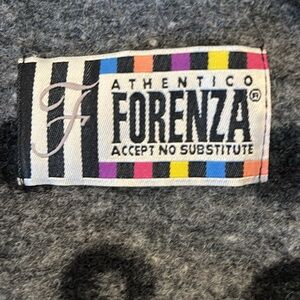 F
ATHENTICO
FORENZA®
ACCEPT NO SUBSTITUTE